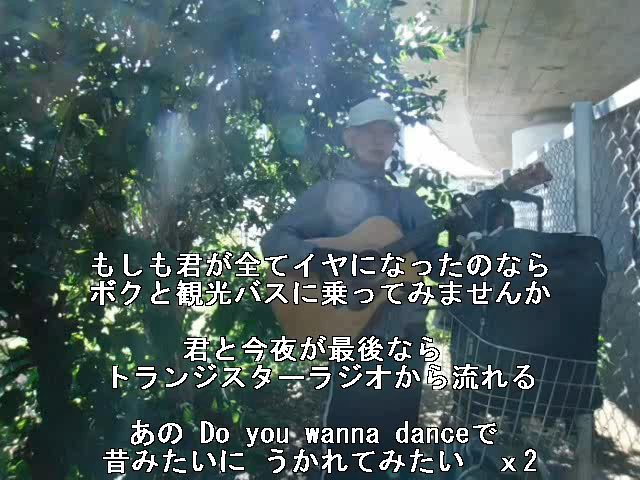 もしも君が全てイヤになったのなら
ボクと観光バスに乗ってみませんか
君と今夜が最後なら
トランジスターラジオから流れる
あの Do you wanna danceで
昔みたいに うかれてみたい x2